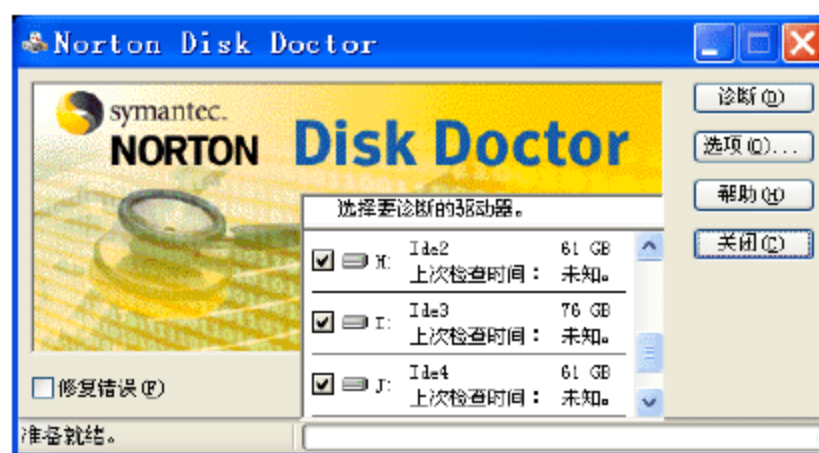 Norton Disk Doctor
symantec.
NORTON Disk Doctor
选择要诊断的驱动器。
H: Ide2 61 GB
上次检查时间： 未知。
I: Ide3 76 GB
上次检查时间： 未知。
J: Ide4 61 GB
上次检查时间： 未知。
修复错误(F)
准备就绪。
诊断(D)
选项(O)...
帮助(H)
关闭(C)